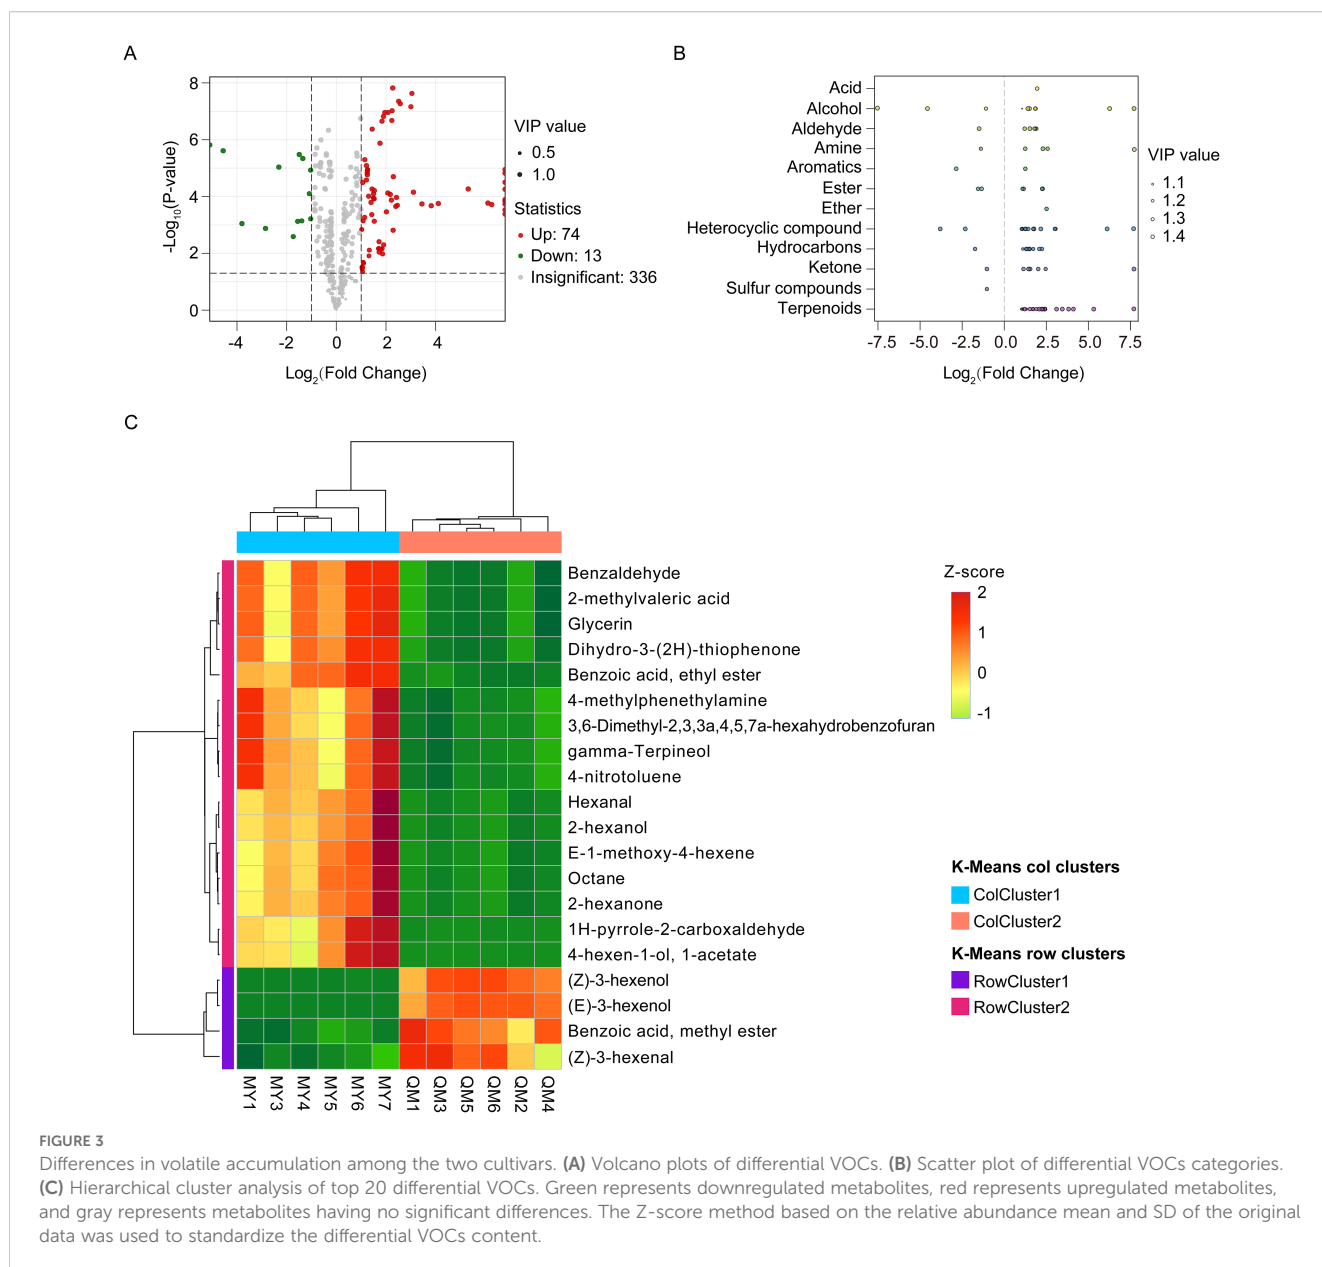 A
8
6
4
2
0
-Log10(P-value)
-4
-2
0
2
4
Log2(Fold Change)
VIP value
0.5
1.0
Statistics
Up: 74
Down: 13
Insignificant: 336
B
Acid
Alcohol
Aldehyde
Amine
Aromatics
Ester
Ether
Heterocyclic compound
Hydrocarbons
Ketone
Sulfur compounds
Terpenoids
-7.5
-5.0
-2.5
0.0
2.5
5.0
7.5
Log2(Fold Change)
VIP value
1.1
1.2
1.3
1.4
C
Benzaldehyde
2-methylvaleric acid
Glycerin
Dihydro-3-(2H)-thiophenone
Benzoic acid, ethyl ester
4-methylphenethylamine
3,6-Dimethyl-2,3,3a,4,5,7a-hexahydrobenzofuran
gamma-Terpineol
4-nitrotoluene
Hexanal
2-hexanol
E-1-methoxy-4-hexene
Octane
2-hexanone
1H-pyrrole-2-carboxaldehyde
4-hexen-1-ol, 1-acetate
(Z)-3-hexenol
(E)-3-hexenol
Benzoic acid, methyl ester
(Z)-3-hexenal
MY1
MY3
MY4
MY5
MY6
MY7
QM1
QM3
QM5
QM6
QM2
QM4
Z-score
2
1
0
-1
K-Means col clusters
ColCluster1
ColCluster2
K-Means row clusters
RowCluster1
RowCluster2
FIGURE 3
Differences in volatile accumulation among the two cultivars. (A) Volcano plots of differential VOCs. (B) Scatter plot of differential VOCs categories.
(C) Hierarchical cluster analysis of top 20 differential VOCs. Green represents downregulated metabolites, red represents upregulated metabolites,
and gray represents metabolites having no significant differences. The Z-score method based on the relative abundance mean and SD of the original
data was used to standardize the differential VOCs content.